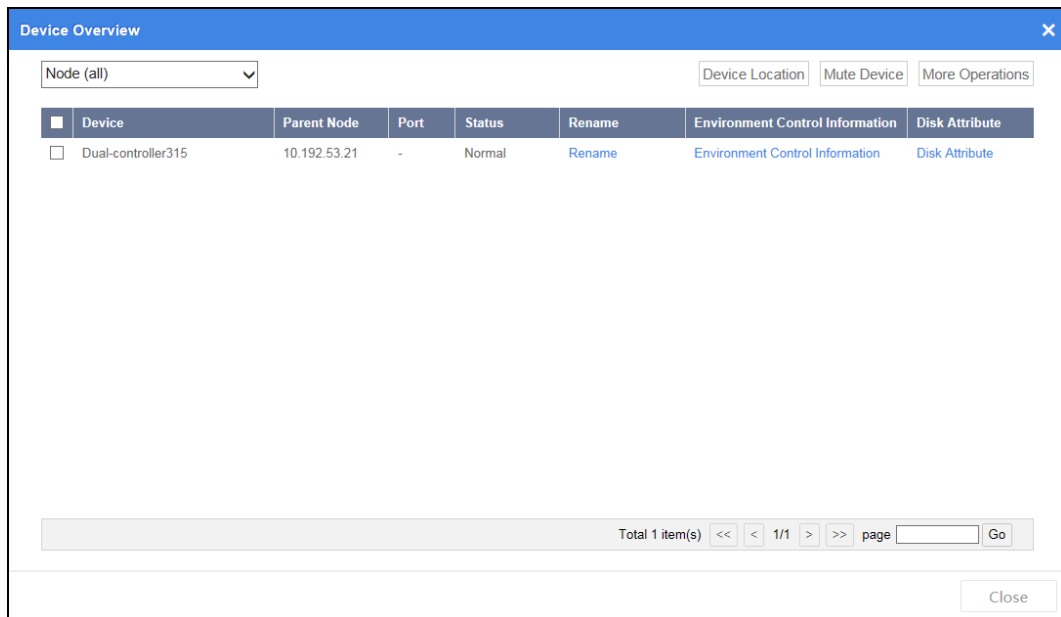 Device Overview
Node (all) Device Location Mute Device More Operations
Device Parent Node Port Status Rename Environment Control Information Disk Attribute
Dual-controller315 10.192.53.21 - Normal Rename Environment Control Information Disk Attribute
Total 1 item(s) << < 1/1 > >> page Go
Close